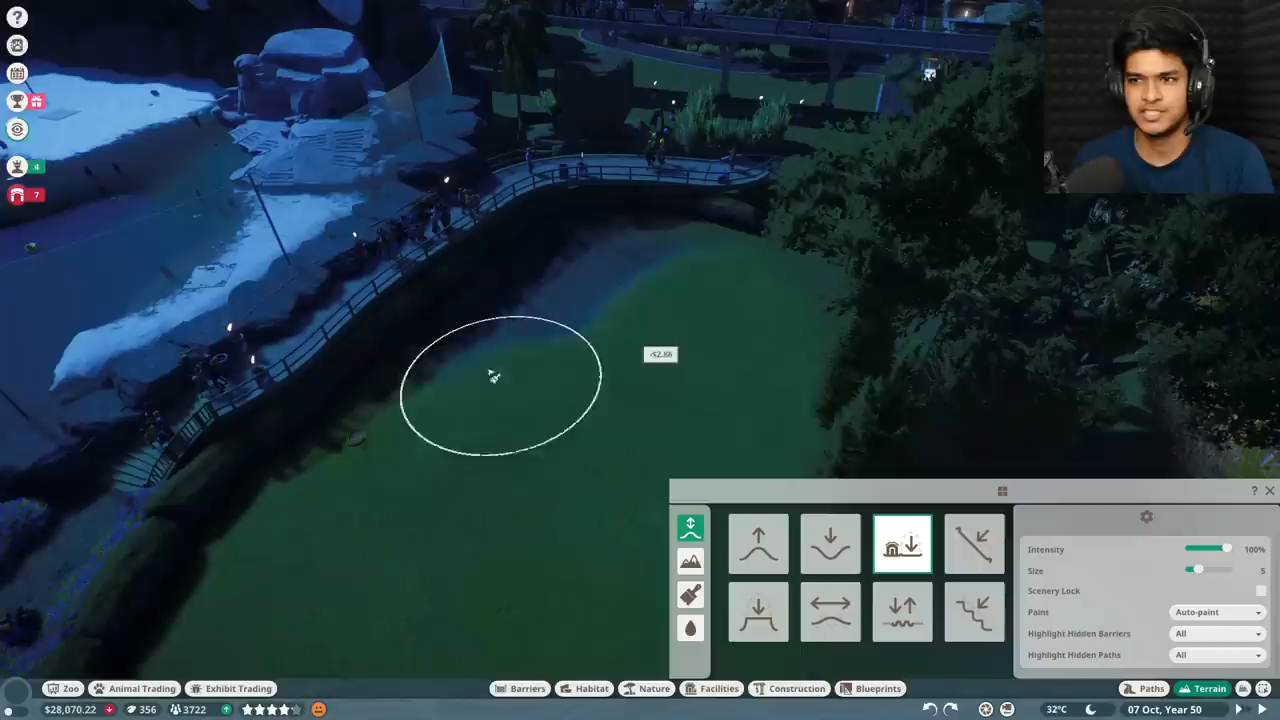 ?
4
7
-$2.86
?
Intensity 100%
Size 5
Scenery Lock
Paint Auto-paint
Highlight Hidden Barriers All
Highlight Hidden Paths All
Zoo Animal Trading Exhibit Trading Barriers Habitat Nature Facilities Construction Blueprints Paths Terrain
$28,070.22 356 3722 32°C 07 Oct, Year 50